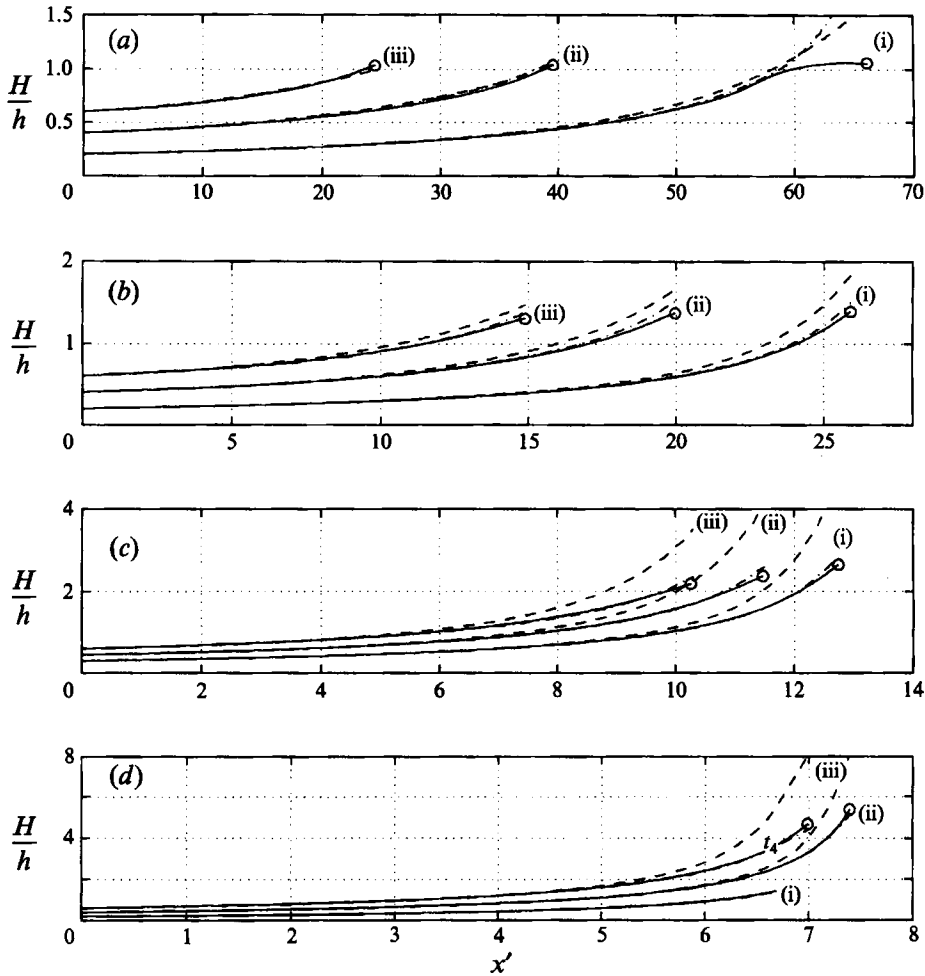 (a)
H/h
1.5
1.0
0.5
0
(iii)
(ii)
(i)
10 20 30 40 50 60 70
(b)
H/h
2
1
0
(iii)
(ii)
(i)
5 10 15 20 25
(c)
H/h
4
2
0
(iii)
(ii)
(i)
2 4 6 8 10 12 14
(d)
H/h
8
4
0
(iii)
(ii)
t₄
(i)
1 2 3 4 5 6 7 8
x′